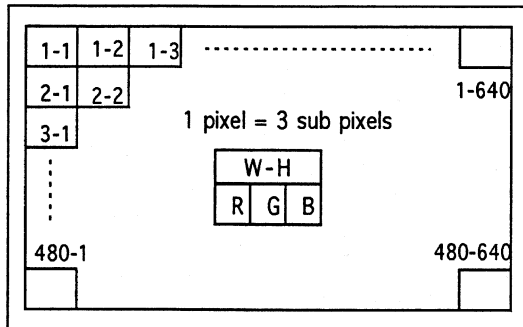 1-1 1-2 1-3
1-640
2-1 2-2
3-1
1 pixel = 3 sub pixels
W-H
R G B
480-1
480-640